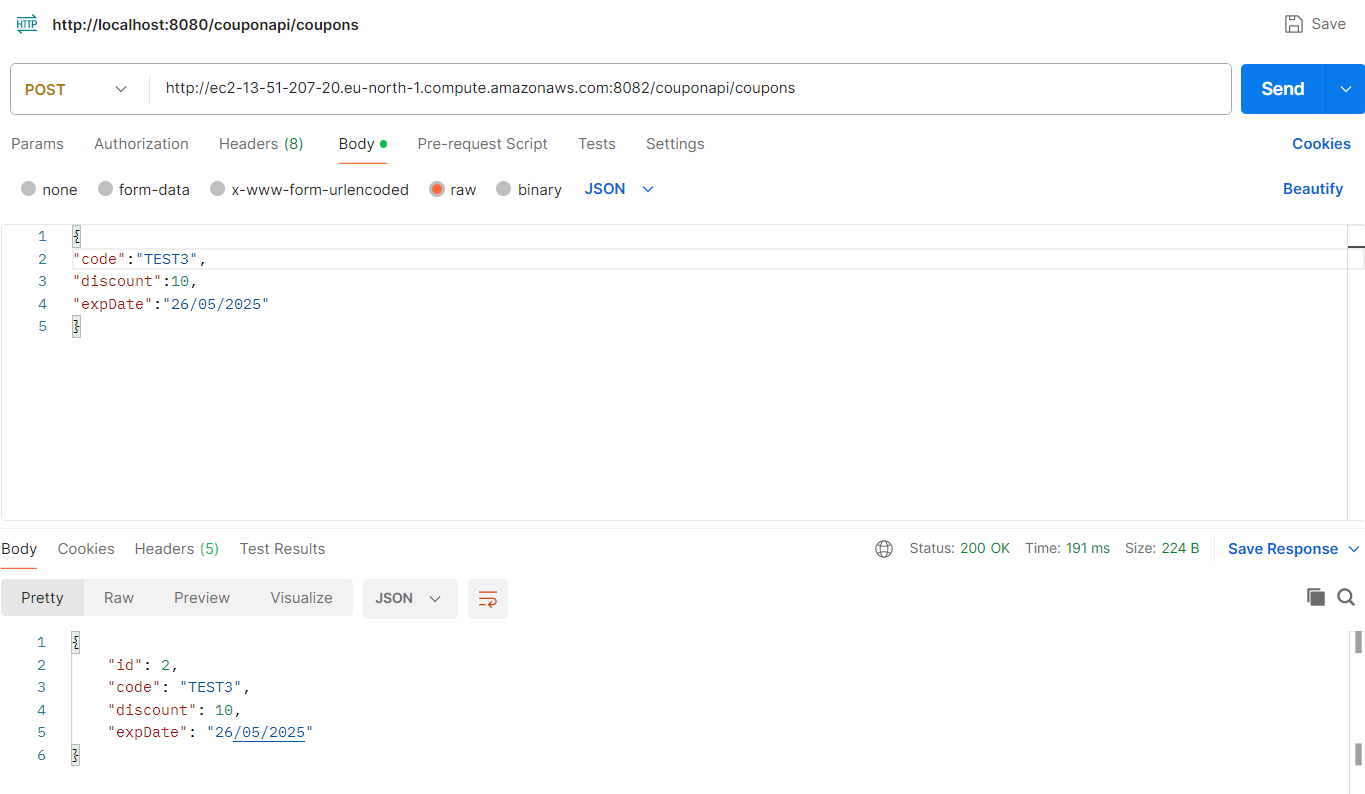 HTTP http://localhost:8080/couponapi/coupons Save
POST http://ec2-13-51-207-20.eu-north-1.compute.amazonaws.com:8082/couponapi/coupons Send
Params Authorization Headers (8) Body Pre-request Script Tests Settings Cookies
none form-data x-www-form-urlencoded raw binary JSON Beautify
1 {
2 "code":"TEST3",
3 "discount":10,
4 "expDate":"26/05/2025"
5 }
Body Cookies Headers (5) Test Results Status: 200 OK Time: 191 ms Size: 224 B Save Response
Pretty Raw Preview Visualize JSON
1 {
2 "id": 2,
3 "code": "TEST3",
4 "discount": 10,
5 "expDate": "26/05/2025"
6 }